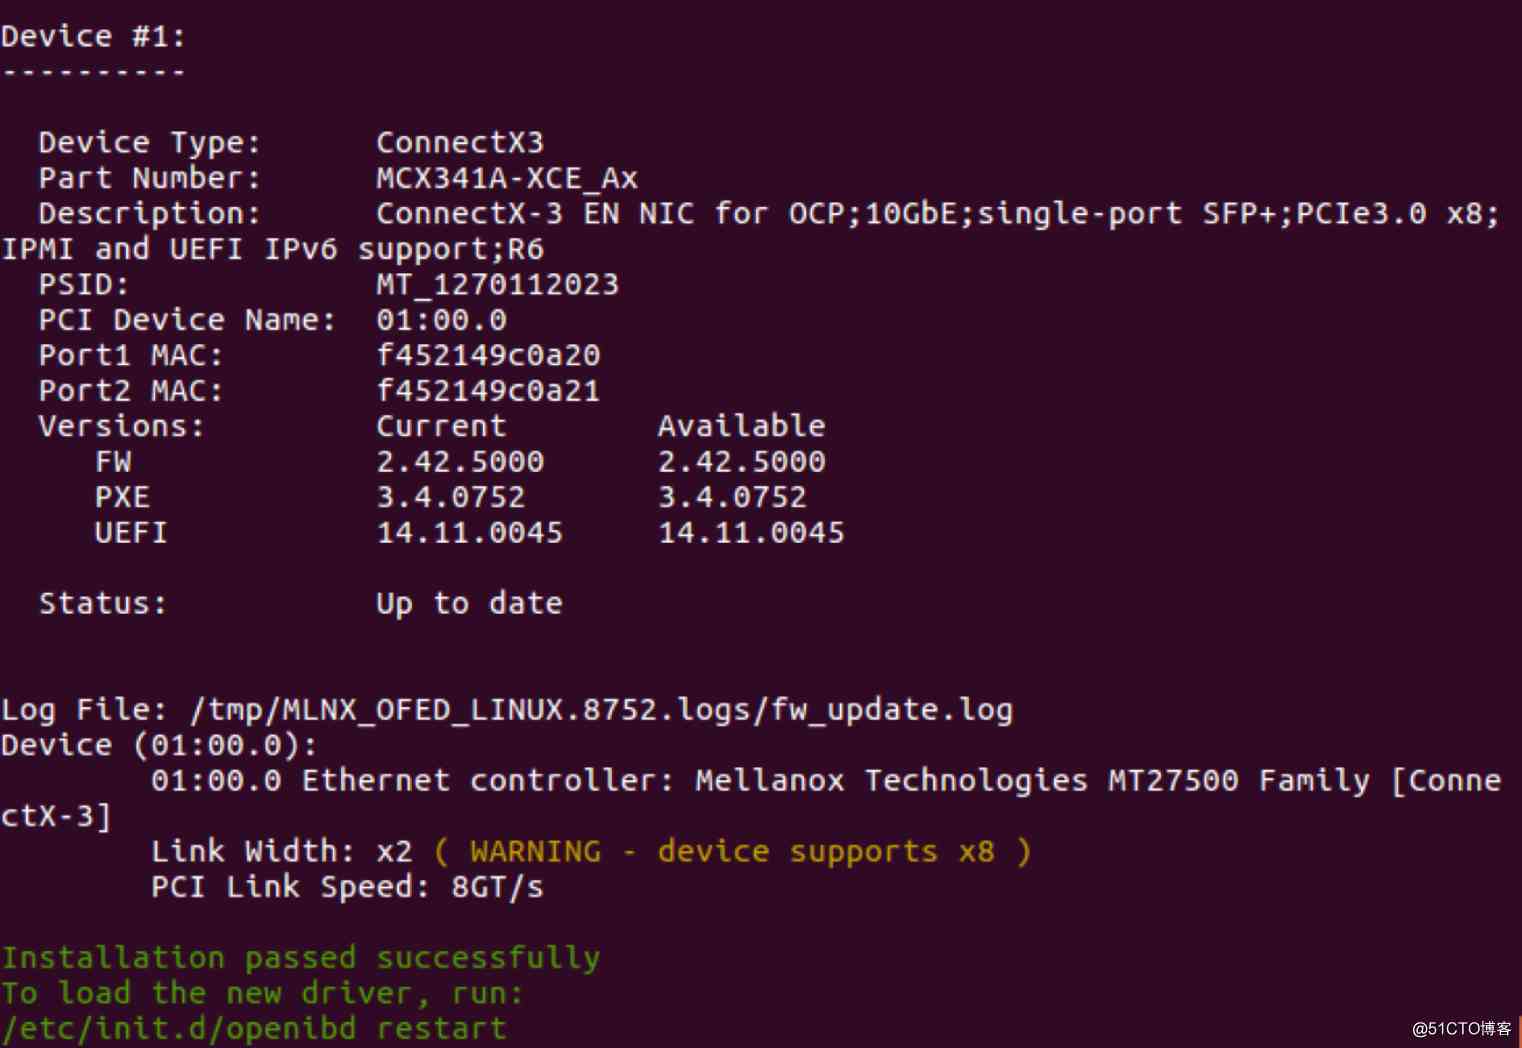 Device #1:
----------
Device Type: ConnectX3
Part Number: MCX341A-XCE_Ax
Description: ConnectX-3 EN NIC for OCP;10GbE;single-port SFP+;PCIe3.0 x8;
IPMI and UEFI IPv6 support;R6
PSID: MT_1270112023
PCI Device Name: 01:00.0
Port1 MAC: f452149c0a20
Port2 MAC: f452149c0a21
Versions: Current Available
FW 2.42.5000 2.42.5000
PXE 3.4.0752 3.4.0752
UEFI 14.11.0045 14.11.0045
Status: Up to date
Log File: /tmp/MLNX_OFED_LINUX.8752.logs/fw_update.log
Device (01:00.0):
01:00.0 Ethernet controller: Mellanox Technologies MT27500 Family [Conne
ctX-3]
Link Width: x2 ( WARNING - device supports x8 )
PCI Link Speed: 8GT/s
Installation passed successfully
To load the new driver, run:
/etc/init.d/openibd restart
@51CTO博客